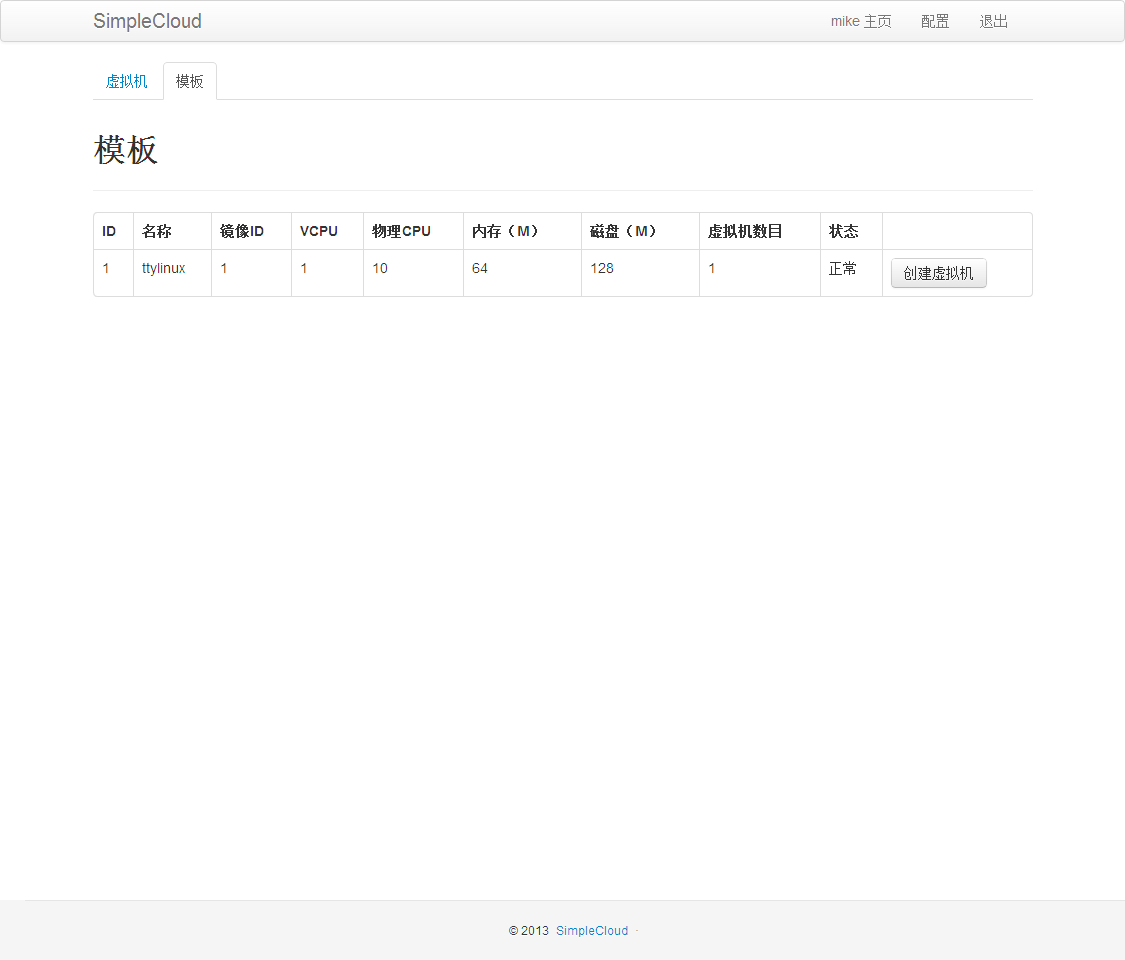 SimpleCloud mike 主页 配置 退出
虚拟机 模板
模板
ID 名称 镜像ID VCPU 物理CPU 内存（M） 磁盘（M） 虚拟机数目 状态
1 ttylinux 1 1 10 64 128 1 正常 创建虚拟机
© 2013 SimpleCloud -